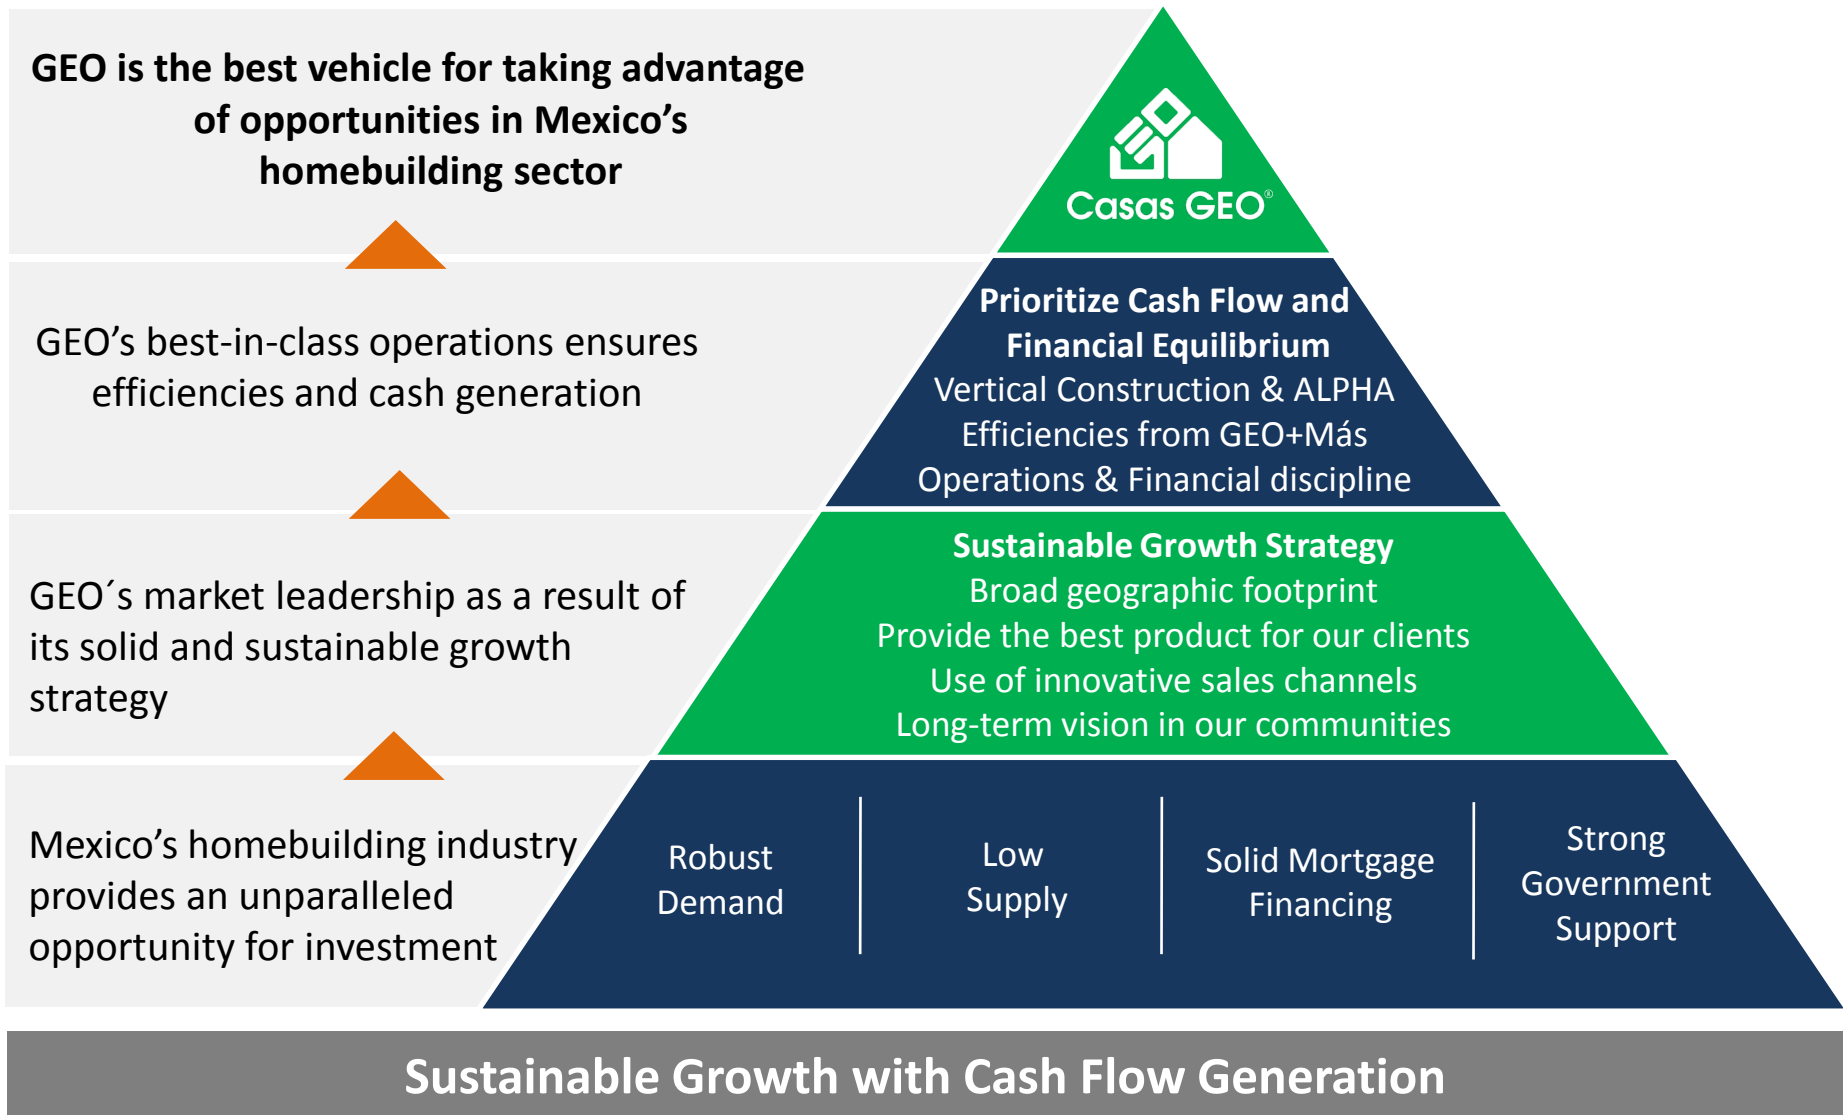 GEO is the best vehicle for taking advantage
of opportunities in Mexico’s
homebuilding sector
Casas GEO®
GEO’s best-in-class operations ensures
efficiencies and cash generation
Prioritize Cash Flow and
Financial Equilibrium
Vertical Construction & ALPHA
Efficiencies from GEO+Más
Operations & Financial discipline
GEO´s market leadership as a result of
its solid and sustainable growth
strategy
Sustainable Growth Strategy
Broad geographic footprint
Provide the best product for our clients
Use of innovative sales channels
Long-term vision in our communities
Mexico’s homebuilding industry
provides an unparalleled
opportunity for investment
Robust
Demand
Low
Supply
Solid Mortgage
Financing
Strong
Government
Support
Sustainable Growth with Cash Flow Generation